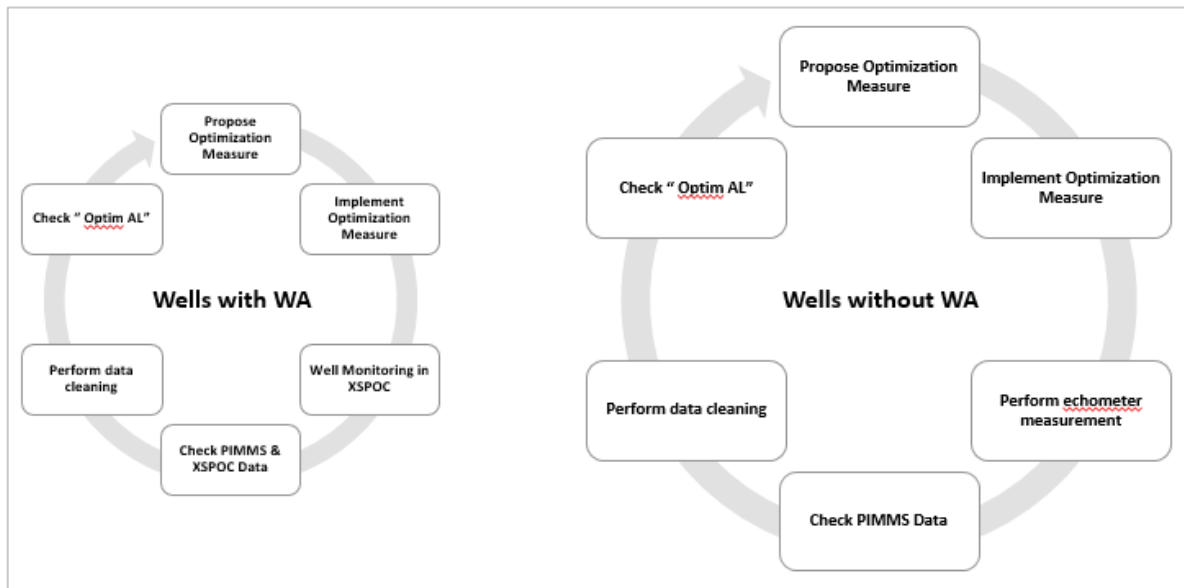 Propose
Optimization
Measure
Implement
Optimization
Measure
Well Monitoring in
XSPOC
Check PIMMS &
XSPOC Data
Perform data
cleaning
Check “ Optim AL”
Wells with WA
Propose Optimization
Measure
Implement Optimization
Measure
Perform echometer
measurement
Check PIMMS Data
Perform data cleaning
Check “ Optim AL”
Wells without WA